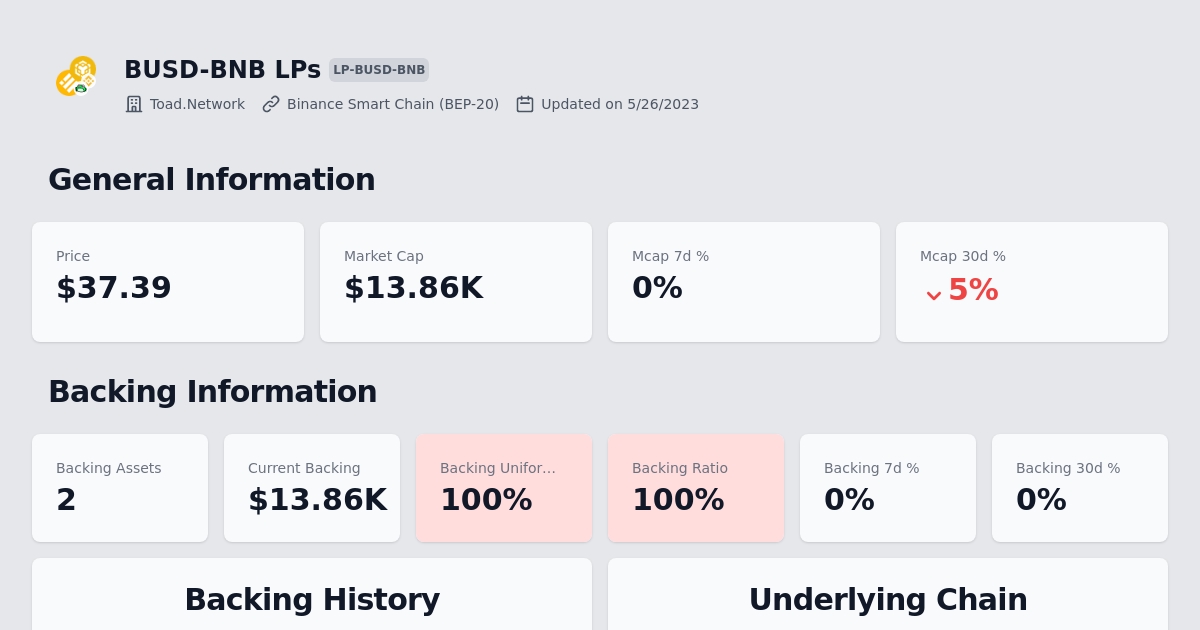 BUSD-BNB LPs LP-BUSD-BNB
Toad.Network Binance Smart Chain (BEP-20) Updated on 5/26/2023
General Information
Price Market Cap Mcap 7d % Mcap 30d %
$37.39 $13.86K 0% 5%
Backing Information
Backing Assets Current Backing Backing Unifor… Backing Ratio Backing 7d % Backing 30d %
2 $13.86K 100% 100% 0% 0%
Backing History Underlying Chain